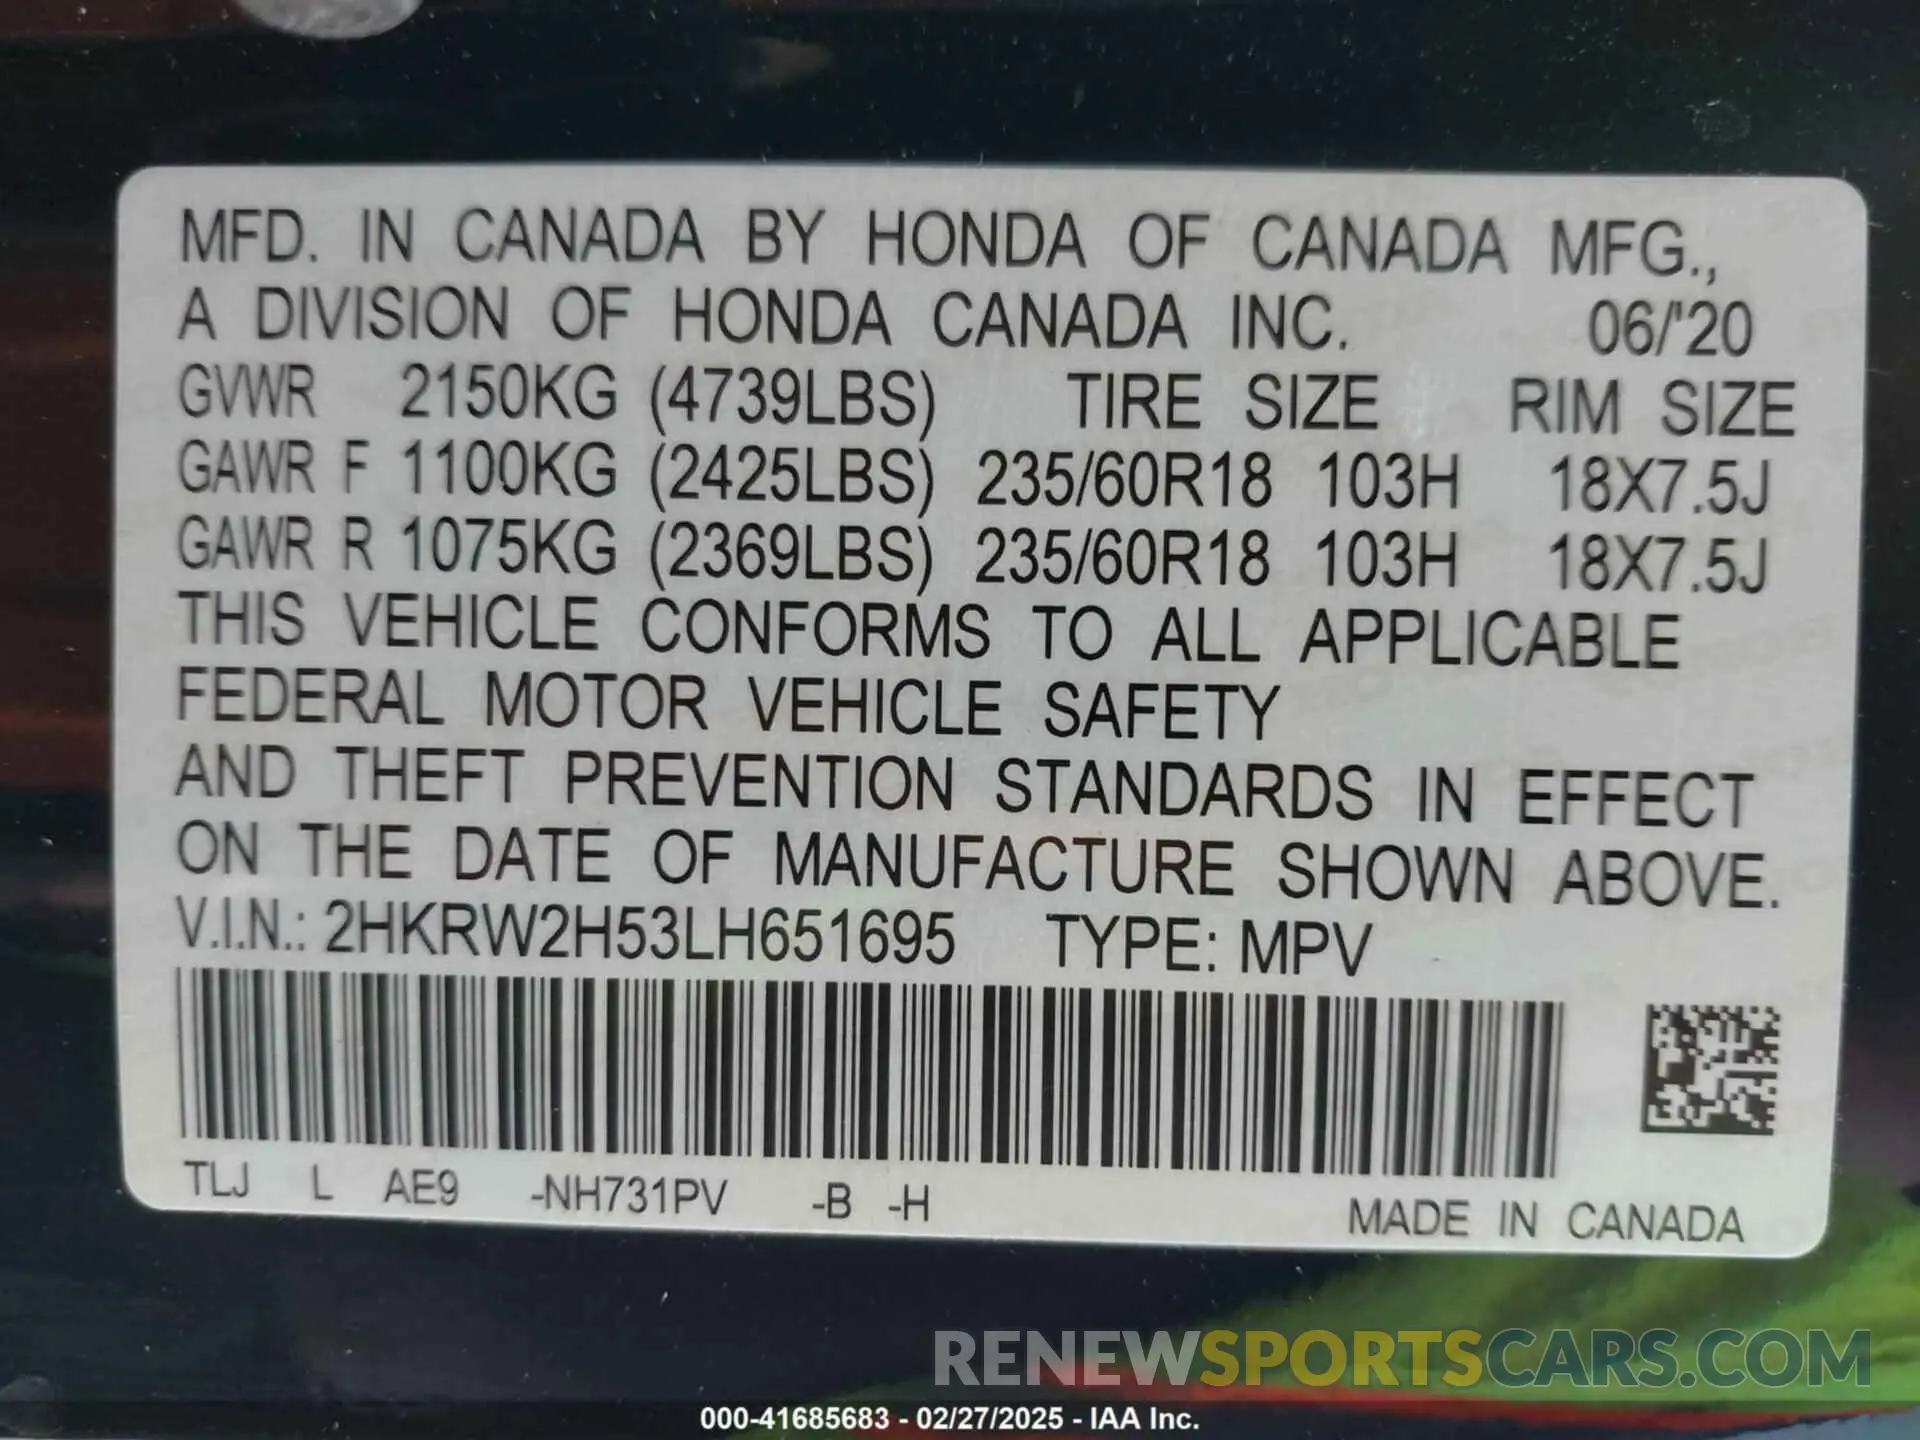 MFD. IN CANADA BY HONDA OF CANADA MFG.,
A DIVISION OF HONDA CANADA INC. 06/'20
GVWR 2150KG (4739LBS) TIRE SIZE RIM SIZE
GAWR F 1100KG (2425LBS) 235/60R18 103H 18X7.5J
GAWR R 1075KG (2369LBS) 235/60R18 103H 18X7.5J
THIS VEHICLE CONFORMS TO ALL APPLICABLE
FEDERAL MOTOR VEHICLE SAFETY
AND THEFT PREVENTION STANDARDS IN EFFECT
ON THE DATE OF MANUFACTURE SHOWN ABOVE.
V.I.N.: 2HKRW2H53LH651695 TYPE: MPV
TLJ L AE9 -NH731PV -B -H MADE IN CANADA
RENEWSPORTSCARS.COM
000-41685683 - 02/27/2025 - IAA Inc.